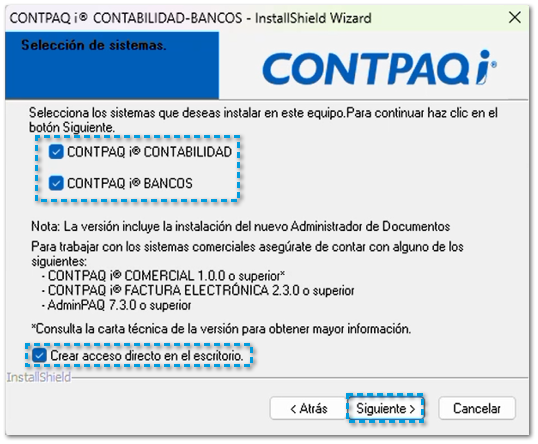 CONTPAQ i® CONTABILIDAD-BANCOS - InstallShield Wizard
Selección de sistemas.
CONTPAQ i®
Selecciona los sistemas que deseas instalar en este equipo.Para continuar haz clic en el
botón Siguiente.
CONTPAQ i® CONTABILIDAD
CONTPAQ i® BANCOS
Nota: La versión incluye la instalación del nuevo Administrador de Documentos
Para trabajar con los sistemas comerciales asegúrate de contar con alguno de los
siguientes:
- CONTPAQ i® COMERCIAL 1.0.0 o superior*
- CONTPAQ i® FACTURA ELECTRÓNICA 2.3.0 o superior
- AdminPAQ 7.3.0 o superior
*Consulta la carta técnica de la versión para obtener mayor información.
Crear acceso directo en el escritorio.
InstallShield
< Atrás
Siguiente >
Cancelar